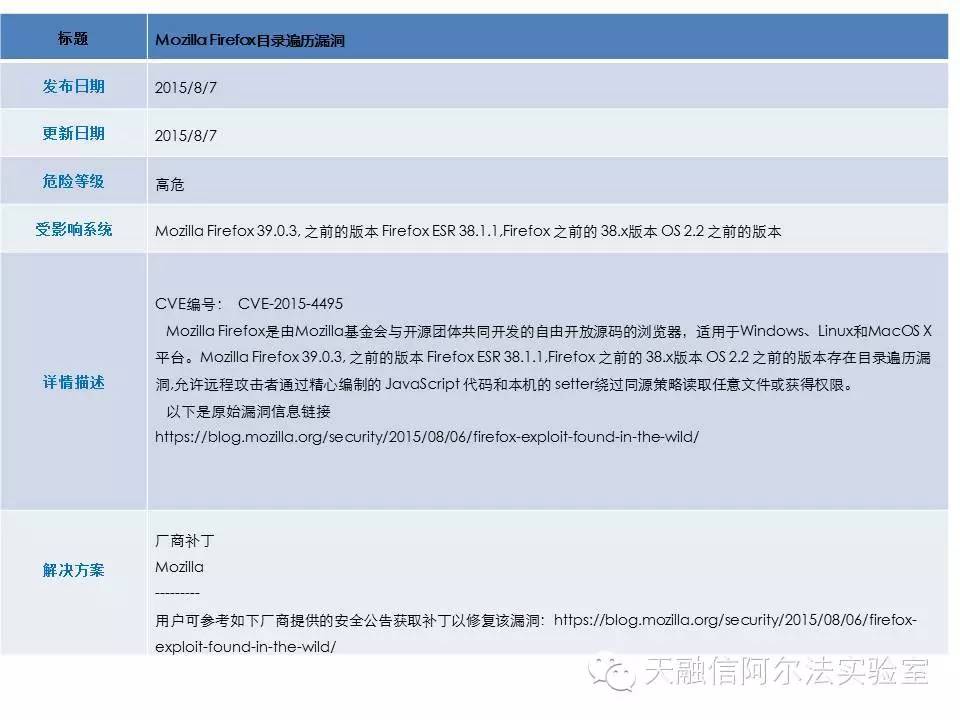 标题
Mozilla Firefox目录遍历漏洞
发布日期
2015/8/7
更新日期
2015/8/7
危险等级
高危
受影响系统
Mozilla Firefox 39.0.3, 之前的版本 Firefox ESR 38.1.1,Firefox 之前的 38.x版本 OS 2.2 之前的版本
详情描述
CVE编号： CVE-2015-4495
Mozilla Firefox是由Mozilla基金会与开源团体共同开发的自由开放源码的浏览器，适用于Windows、Linux和MacOS X
平台。Mozilla Firefox 39.0.3, 之前的版本 Firefox ESR 38.1.1,Firefox 之前的 38.x版本 OS 2.2 之前的版本存在目录遍历漏
洞,允许远程攻击者通过精心编制的 JavaScript 代码和本机的 setter绕过同源策略读取任意文件或获得权限。
以下是原始漏洞信息链接
https://blog.mozilla.org/security/2015/08/06/firefox-exploit-found-in-the-wild/
解决方案
厂商补丁
Mozilla
---------
用户可参考如下厂商提供的安全公告获取补丁以修复该漏洞：https://blog.mozilla.org/security/2015/08/06/firefox-
exploit-found-in-the-wild/
天融信阿尔法实验室